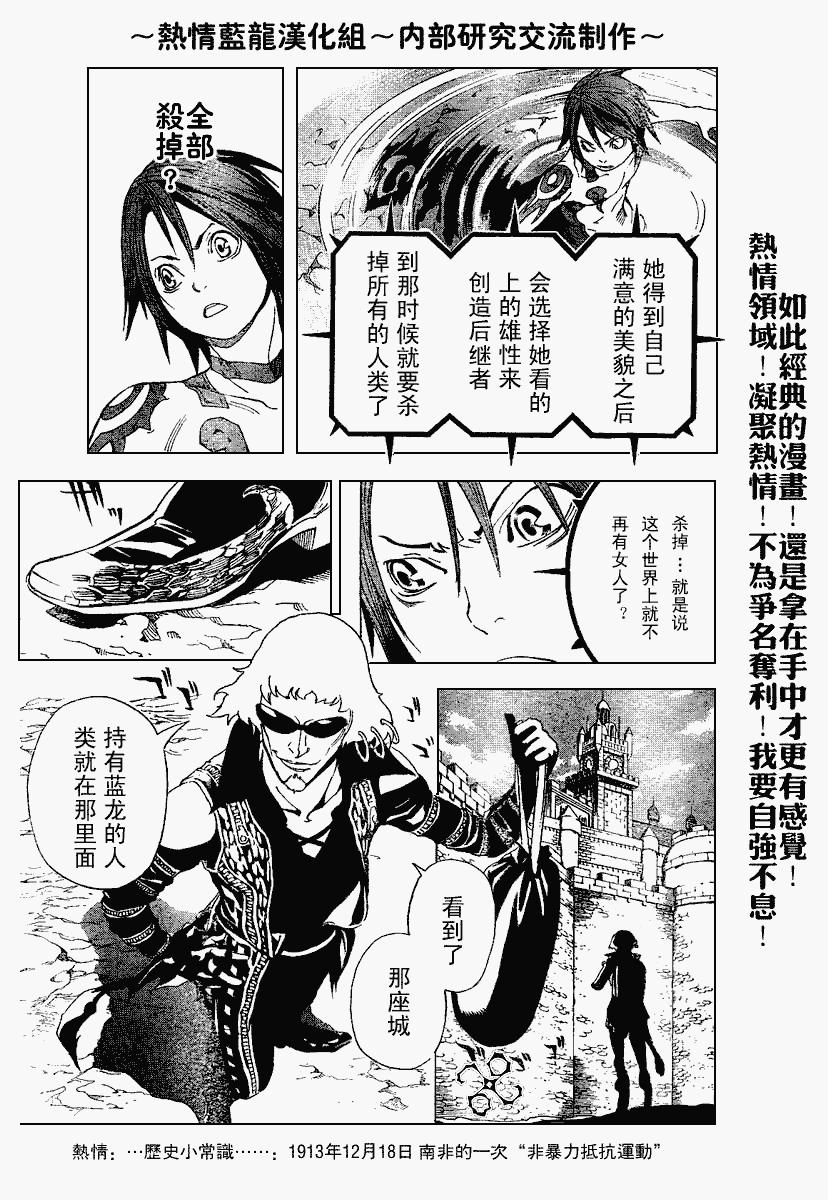 ～熱情藍龍漢化組～内部研究交流制作～
她得到自己
满意的美貌之后
会选择她看的
上的雄性来
创造后继者
到那时候就要杀
掉所有的人类了
全部
殺掉？
杀掉…就是说
这个世界上就不
再有女人了？
持有蓝龙的人
类就在那里面
看到了
那座城
如此經典的漫畫！還是拿在手中才更有感覺！
熱情領域！凝聚熱情！不為爭名奪利！我要自強不息！
熱情：…歷史小常識……：1913年12月18日 南非的一次“非暴力抵抗運動”